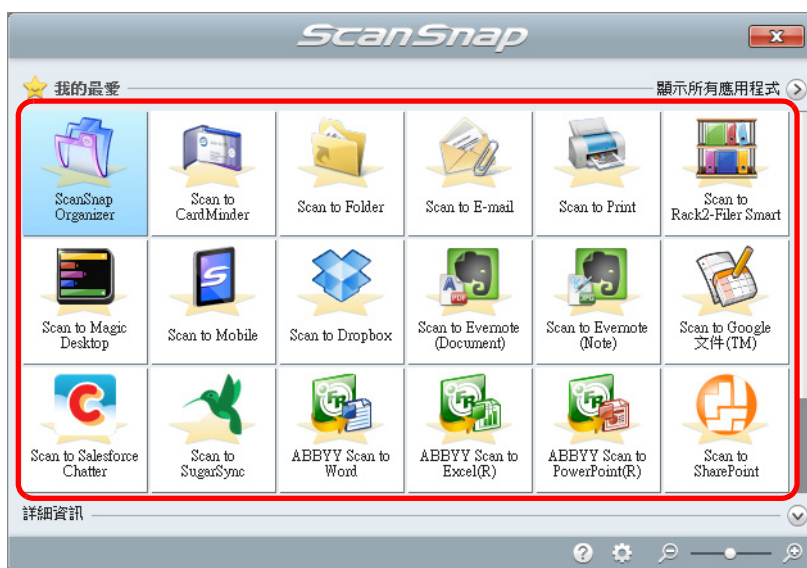 ScanSnap
我的最愛
顯示所有應用程式
ScanSnap
Organizer
Scan to
CardMinder
Scan to Folder
Scan to E-mail
Scan to Print
Scan to
Rack2-Filer Smart
Scan to Magic
Desktop
Scan to Mobile
Scan to Dropbox
Scan to Evernote
(Document)
Scan to Evernote
(Note)
Scan to Google
文件(TM)
Scan to Salesforce
Chatter
Scan to
SugarSync
ABBYY Scan to
Word
ABBYY Scan to
Excel(R)
ABBYY Scan to
PowerPoint(R)
Scan to
SharePoint
詳細資訊